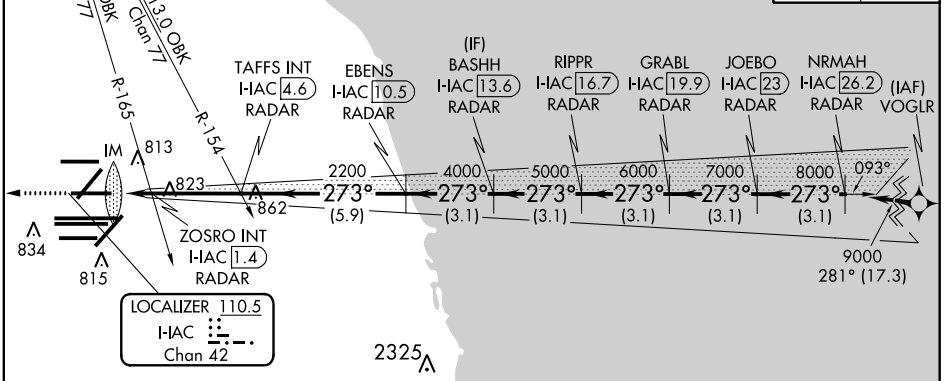 77
OBK
13.0 OBK
Chan 77
R-165
R-154
TAFFS INT
I-IAC 4.6
RADAR
EBENS
I-IAC 10.5
RADAR
(IF)
BASHH
I-IAC 13.6
RADAR
RIPPR
I-IAC 16.7
RADAR
GRABL
I-IAC 19.9
RADAR
JOEBO
I-IAC 23
RADAR
NRMAH
I-IAC 26.2
RADAR
(IAF)
VOGLR
IM
813
823
862
2200
273°
(5.9)
4000
273°
(3.1)
5000
273°
(3.1)
6000
273°
(3.1)
7000
273°
(3.1)
8000
273°
(3.1)
093°
9000
281° (17.3)
ZOSRO INT
I-IAC 1.4
RADAR
834
815
LOCALIZER 110.5
I-IAC
Chan 42
2325